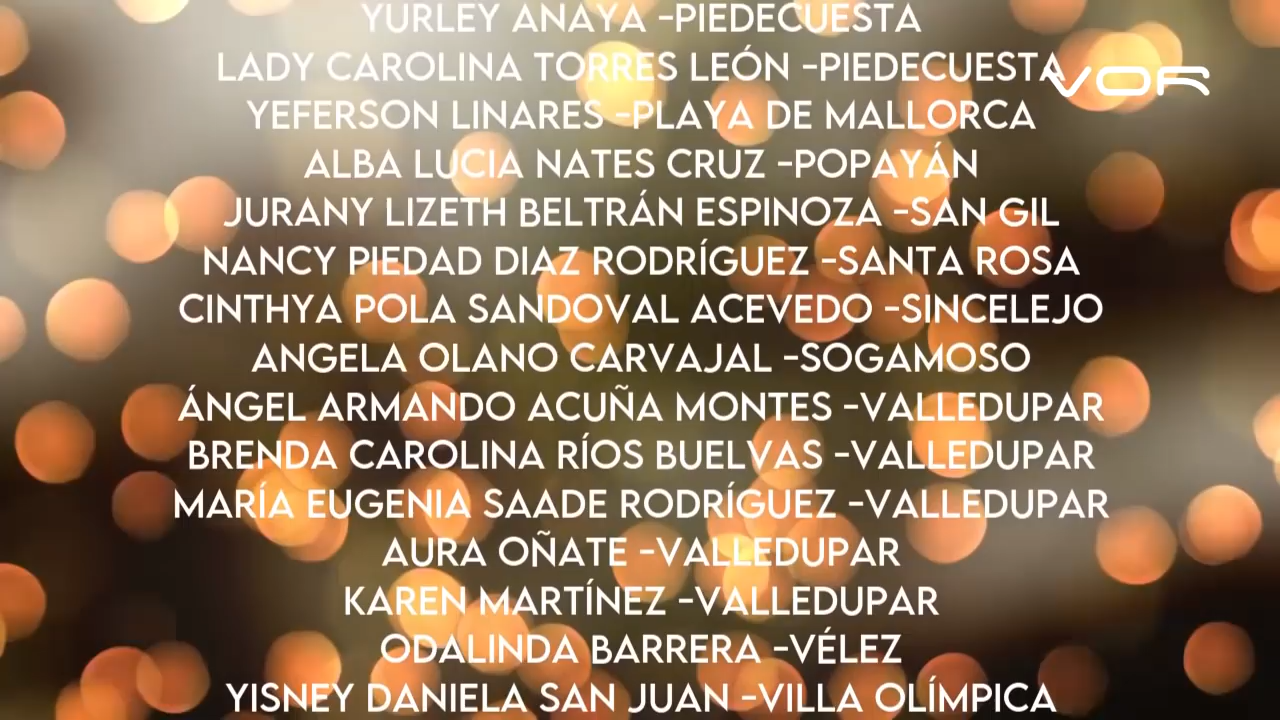 YURLEY ANAYA -PIEDECUESTA
LADY CAROLINA TORRES LEÓN -PIEDECUESTA
VOR
YEFERSON LINARES -PLAYA DE MALLORCA
ALBA LUCIA NATES CRUZ -POPAYÁN
JURANY LIZETH BELTRÁN ESPINOZA -SAN GIL
NANCY PIEDAD DIAZ RODRÍGUEZ -SANTA ROSA
CINTHYA POLA SANDOVAL ACEVEDO -SINCELEJO
ANGELA OLANO CARVAJAL -SOGAMOSO
ÁNGEL ARMANDO ACUÑA MONTES -VALLEDUPAR
BRENDA CAROLINA RÍOS BUELVAS -VALLEDUPAR
MARÍA EUGENIA SAADE RODRÍGUEZ -VALLEDUPAR
AURA OÑATE -VALLEDUPAR
KAREN MARTÍNEZ -VALLEDUPAR
ODALINDA BARRERA -VÉLEZ
YISNEY DANIELA SAN JUAN -VILLA OLÍMPICA